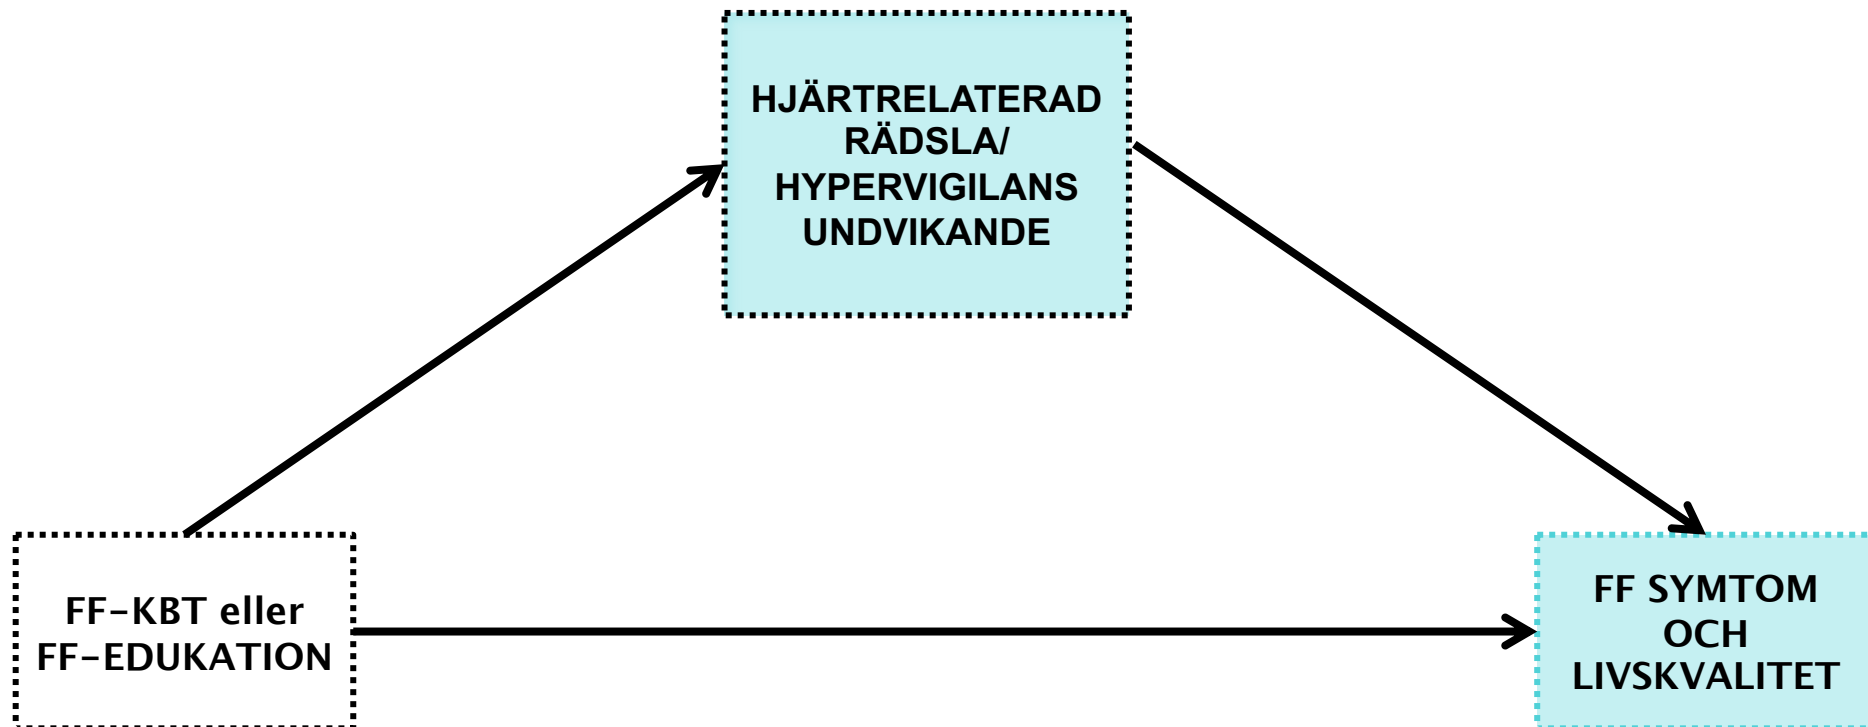 HJÄRTRELATERAD
RÄDSLA/
HYPERVIGILANS
UNDVIKANDE
FF-KBT eller
FF-EDUKATION
FF SYMTOM
OCH
LIVSKVALITET